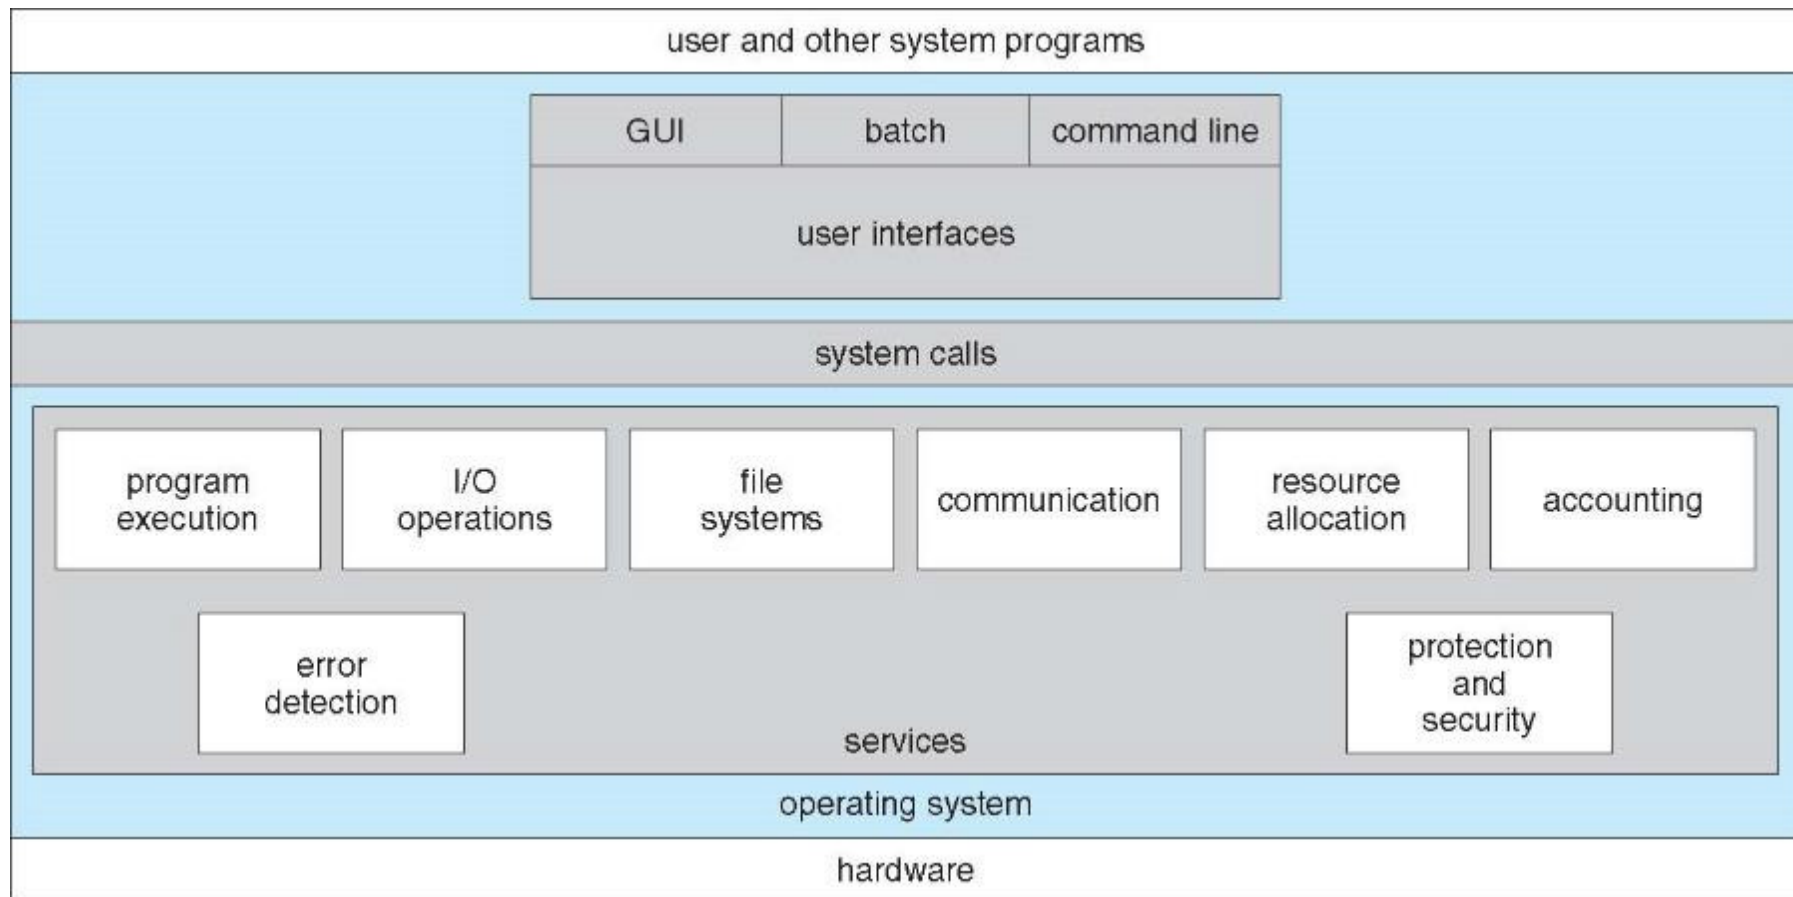 user and other system programs
GUI
batch
command line
user interfaces
system calls
program
execution
I/O
operations
file
systems
communication
resource
allocation
accounting
error
detection
protection
and
security
services
operating system
hardware